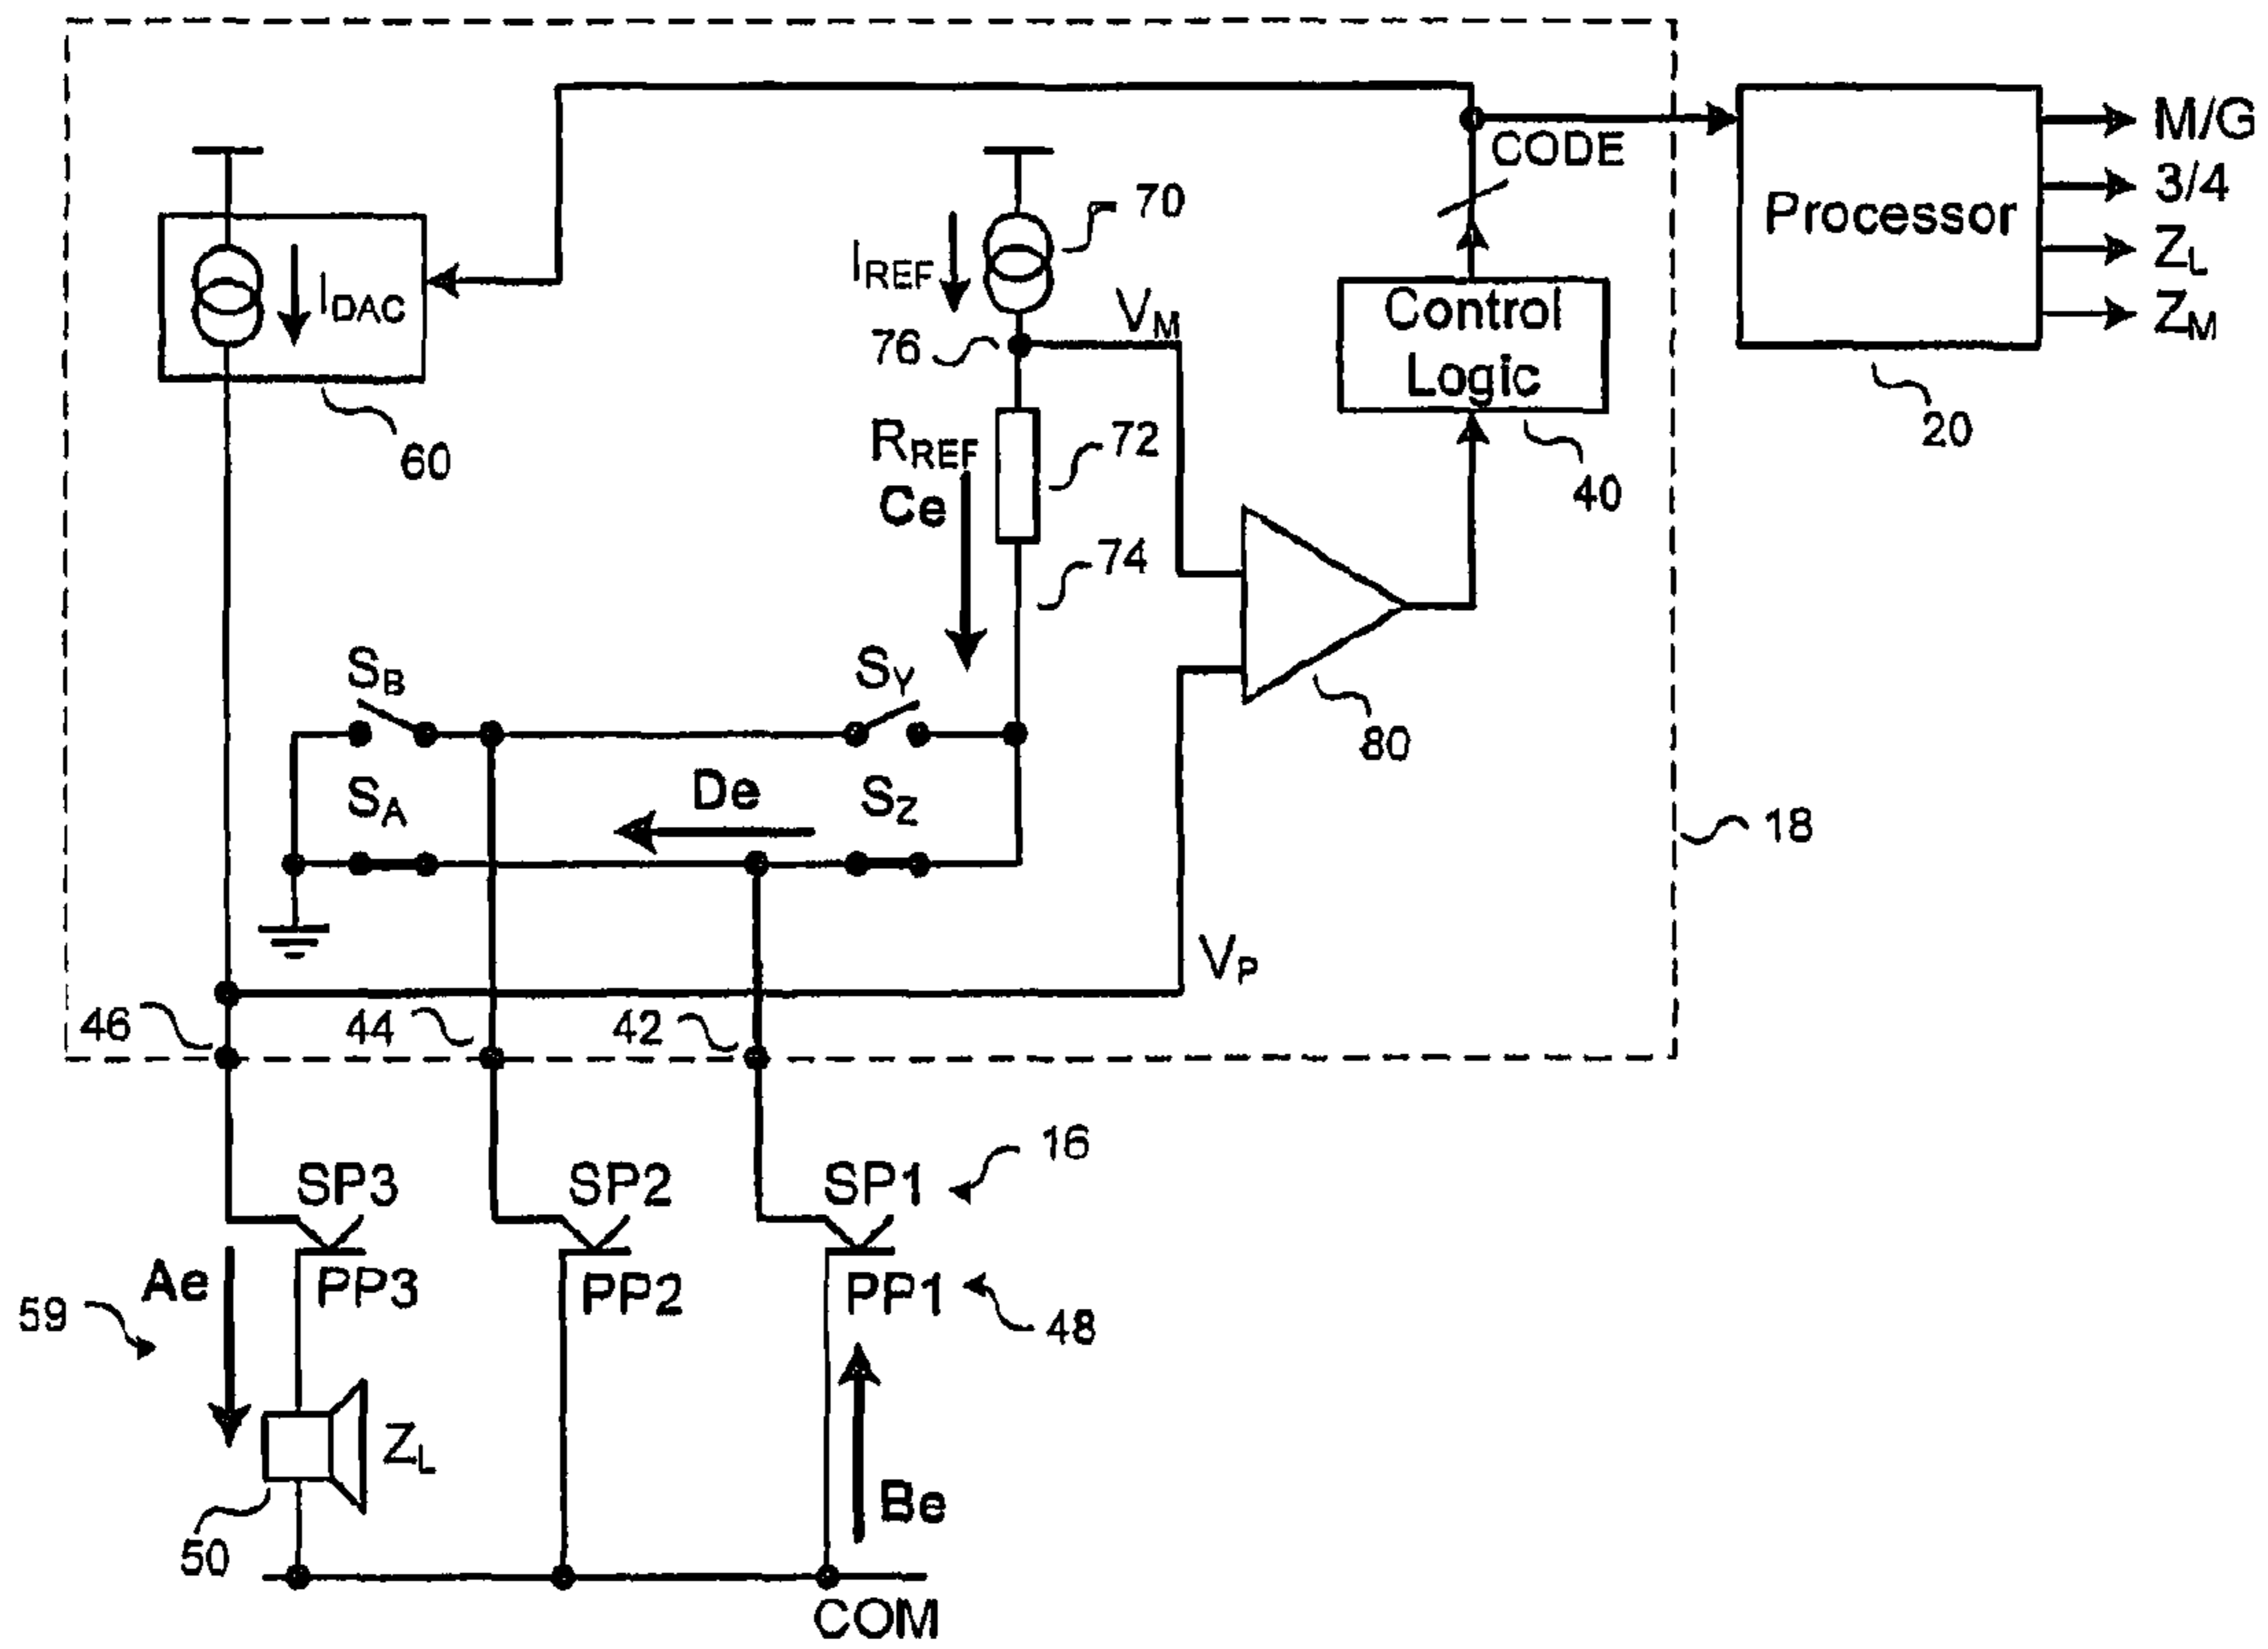 M/G
CODE
3/4
Processor
Z_L
Z_M
70
I_REF
I_DAC
V_M
76
Control
Logic
20
60
R_REF
72
40
Ce
74
S_B
S_Y
80
De
S_A
S_Z
18
V_P
46
44
42
16
SP3
SP2
SP1
Ae
PP3
PP2
PP1
59
48
Z_L
Be
50
COM